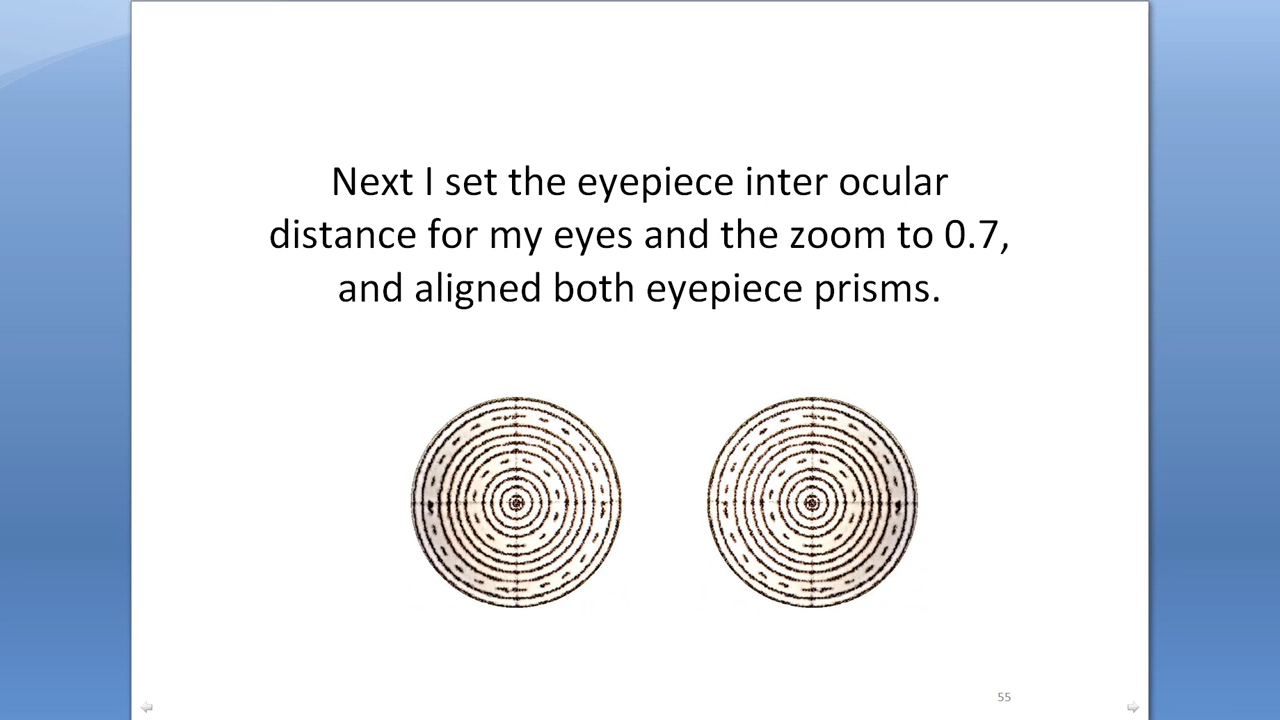 Next I set the eyepiece inter ocular
distance for my eyes and the zoom to 0.7,
and aligned both eyepiece prisms.
55